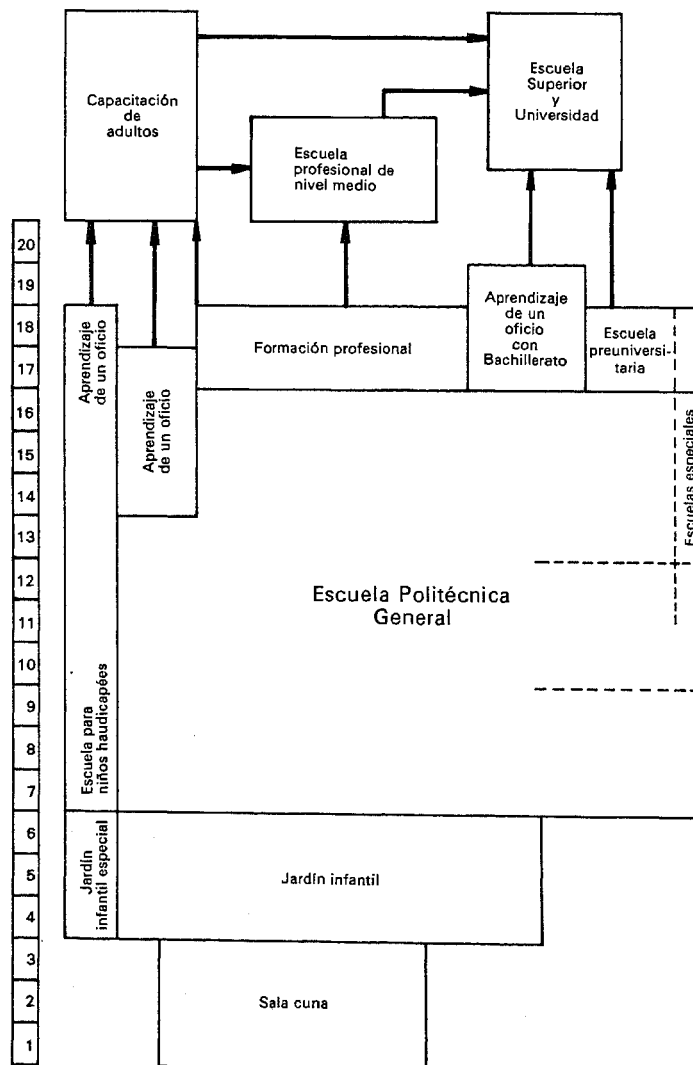 Capacitación
de
adultos
Escuela
Superior
y
Universidad
Escuela
profesional de
nivel medio
20
19
18
17
16
15
14
13
12
11
10
9
8
7
6
5
4
3
2
1
Aprendizaje
de un oficio
Aprendizaje
de un oficio
Formación profesional
Aprendizaje
de un
oficio
con
Bachillerato
Escuela
preuniversi-
taria
Escuelas especiales
Escuela Politécnica
General
Escuela para
niños haudicapées
Jardín
infantil especial
Jardín infantil
Sala cuna